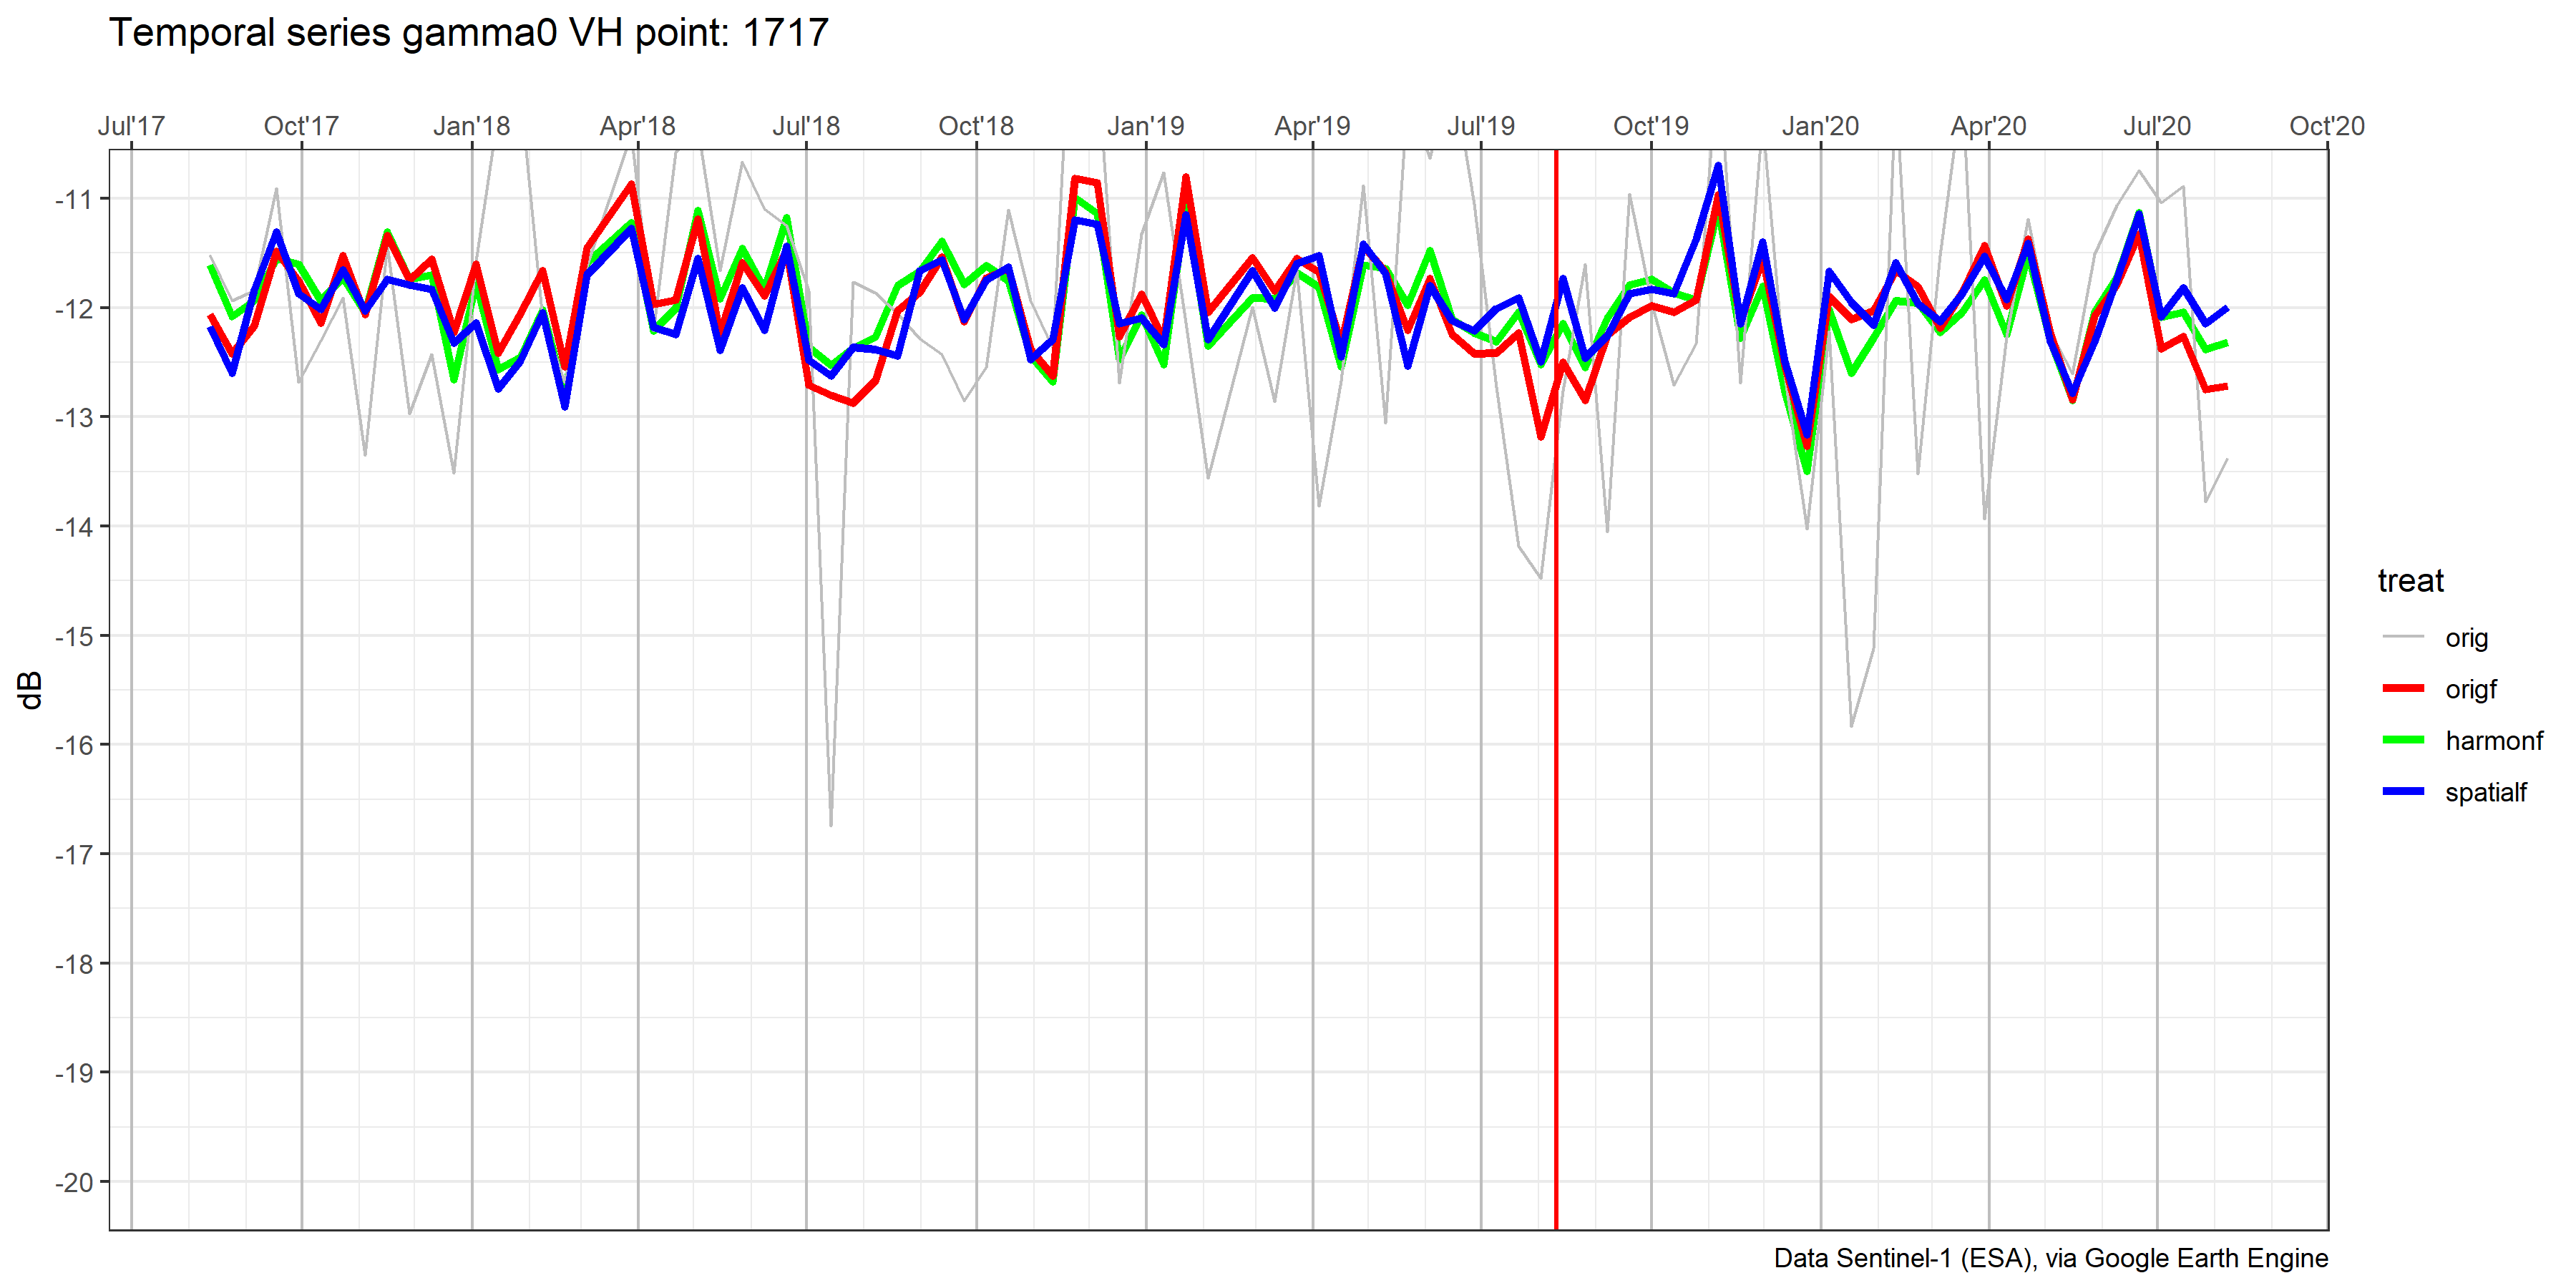 Temporal series gamma0 VH point: 1717
Jul'17 Oct'17 Jan'18 Apr'18 Jul'18 Oct'18 Jan'19 Apr'19 Jul'19 Oct'19 Jan'20 Apr'20 Jul'20 Oct'20
-11
-12
-13
-14
-15
-16
-17
-18
-19
-20
dB
treat
orig
origf
harmonf
spatialf
Data Sentinel-1 (ESA), via Google Earth Engine